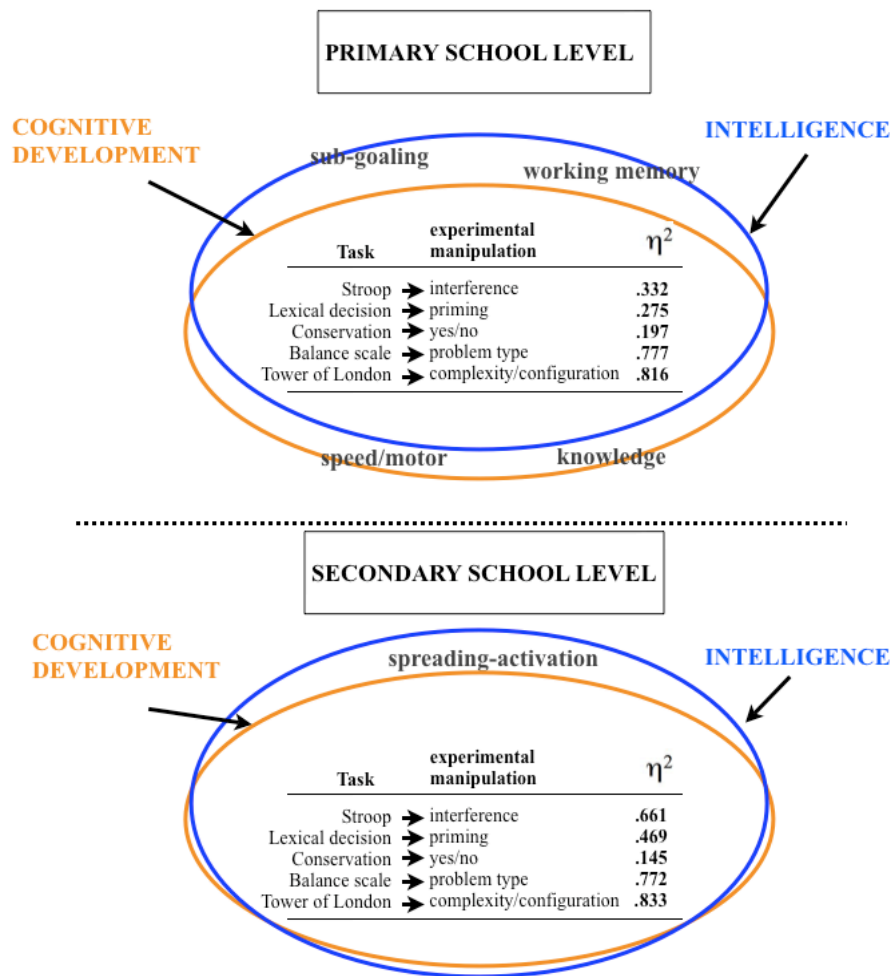 PRIMARY SCHOOL LEVEL
COGNITIVE
DEVELOPMENT
INTELLIGENCE
sub-goaling
working memory
Task experimental manipulation η²
Stroop interference .332
Lexical decision priming .275
Conservation yes/no .197
Balance scale problem type .777
Tower of London complexity/configuration .816
speed/motor knowledge
SECONDARY SCHOOL LEVEL
COGNITIVE
DEVELOPMENT
INTELLIGENCE
spreading-activation
Task experimental manipulation η²
Stroop interference .661
Lexical decision priming .469
Conservation yes/no .145
Balance scale problem type .772
Tower of London complexity/configuration .833